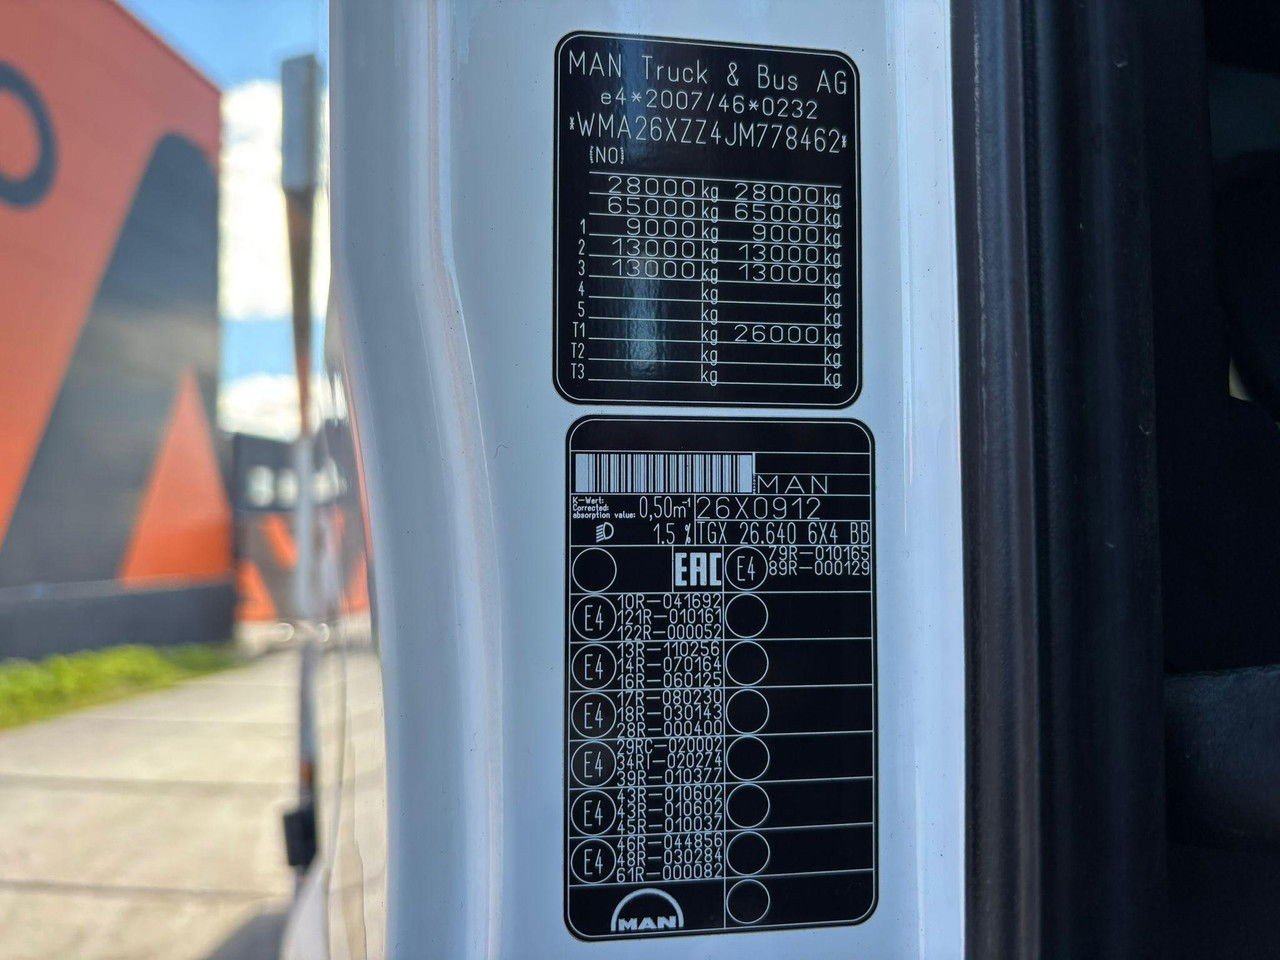 MAN Truck & Bus AG
e4*2007/46*0232
*WMA26XZZ4JM778462*
(NO)
28000 kg 28000 kg
65000 kg 65000 kg
1 9000 kg 9000 kg
2 13000 kg 13000 kg
3 13000 kg 13000 kg
4 kg kg
5 kg kg
T1 kg 26000 kg
T2 kg kg
T3 kg kg
MAN
K-Wert:
Corrected
absorption value: 0,50m⁻¹ 26X0912
1.5 % TGX 26.640 6X4 BB
EAC E4 79R-010165
89R-000129
E4 10R-041692
121R-010161
122R-000052
E4 13R-110256
14R-070164
16R-060125
E4 17R-080230
18R-030143
28R-000400
E4 29RC-020002
34RI-020274
39R-010377
E4 43R-010602
43R-010602
45R-010037
E4 46R-044858
48R-030284
61R-000082
MAN